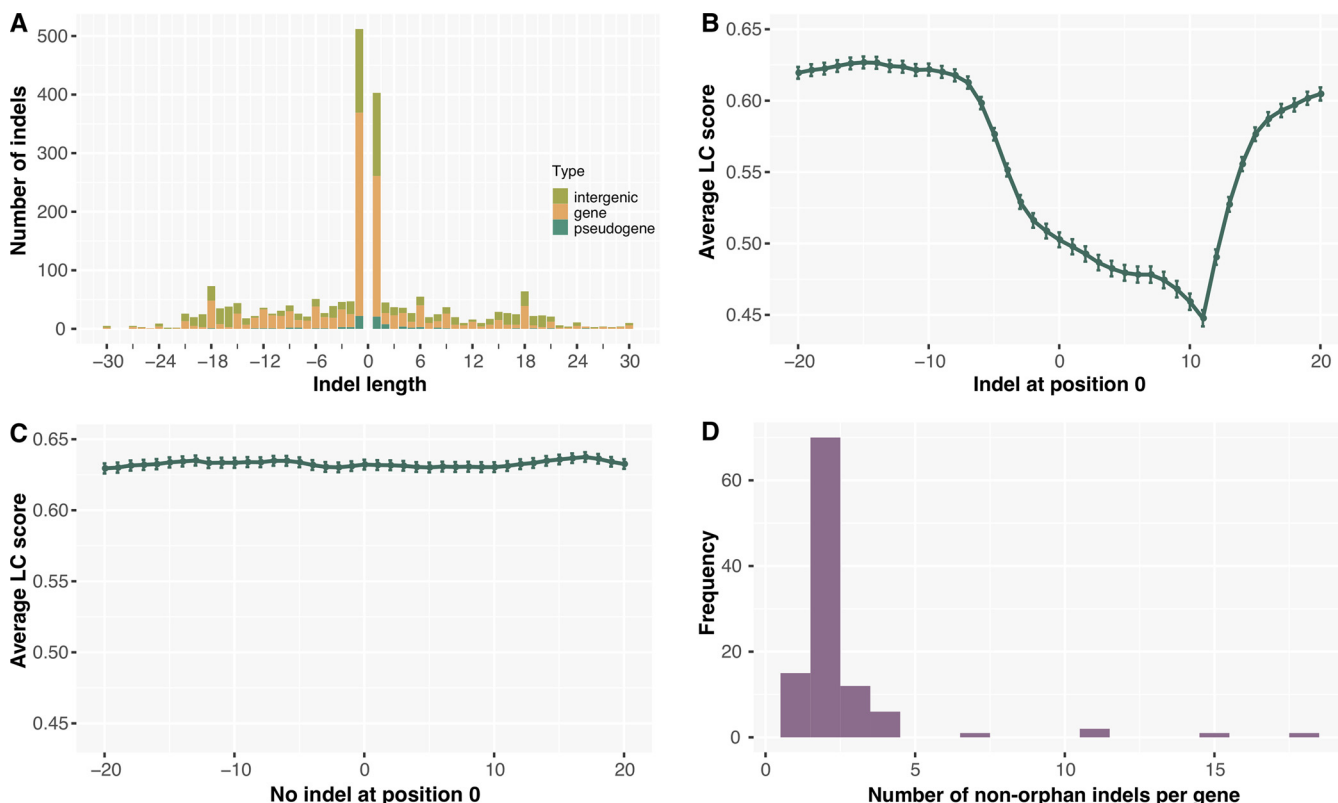 A
Number of indels
500
400
300
200
100
0
−30
−24
−18
−12
−6
0
6
12
18
24
30
Indel length
Type
intergenic
gene
pseudogene
B
Average LC score
0.65
0.60
0.55
0.50
0.45
−20
−10
0
10
20
Indel at position 0
C
Average LC score
0.65
0.60
0.55
0.50
0.45
−20
−10
0
10
20
No indel at position 0
D
Frequency
60
40
20
0
0
5
10
15
Number of non-orphan indels per gene